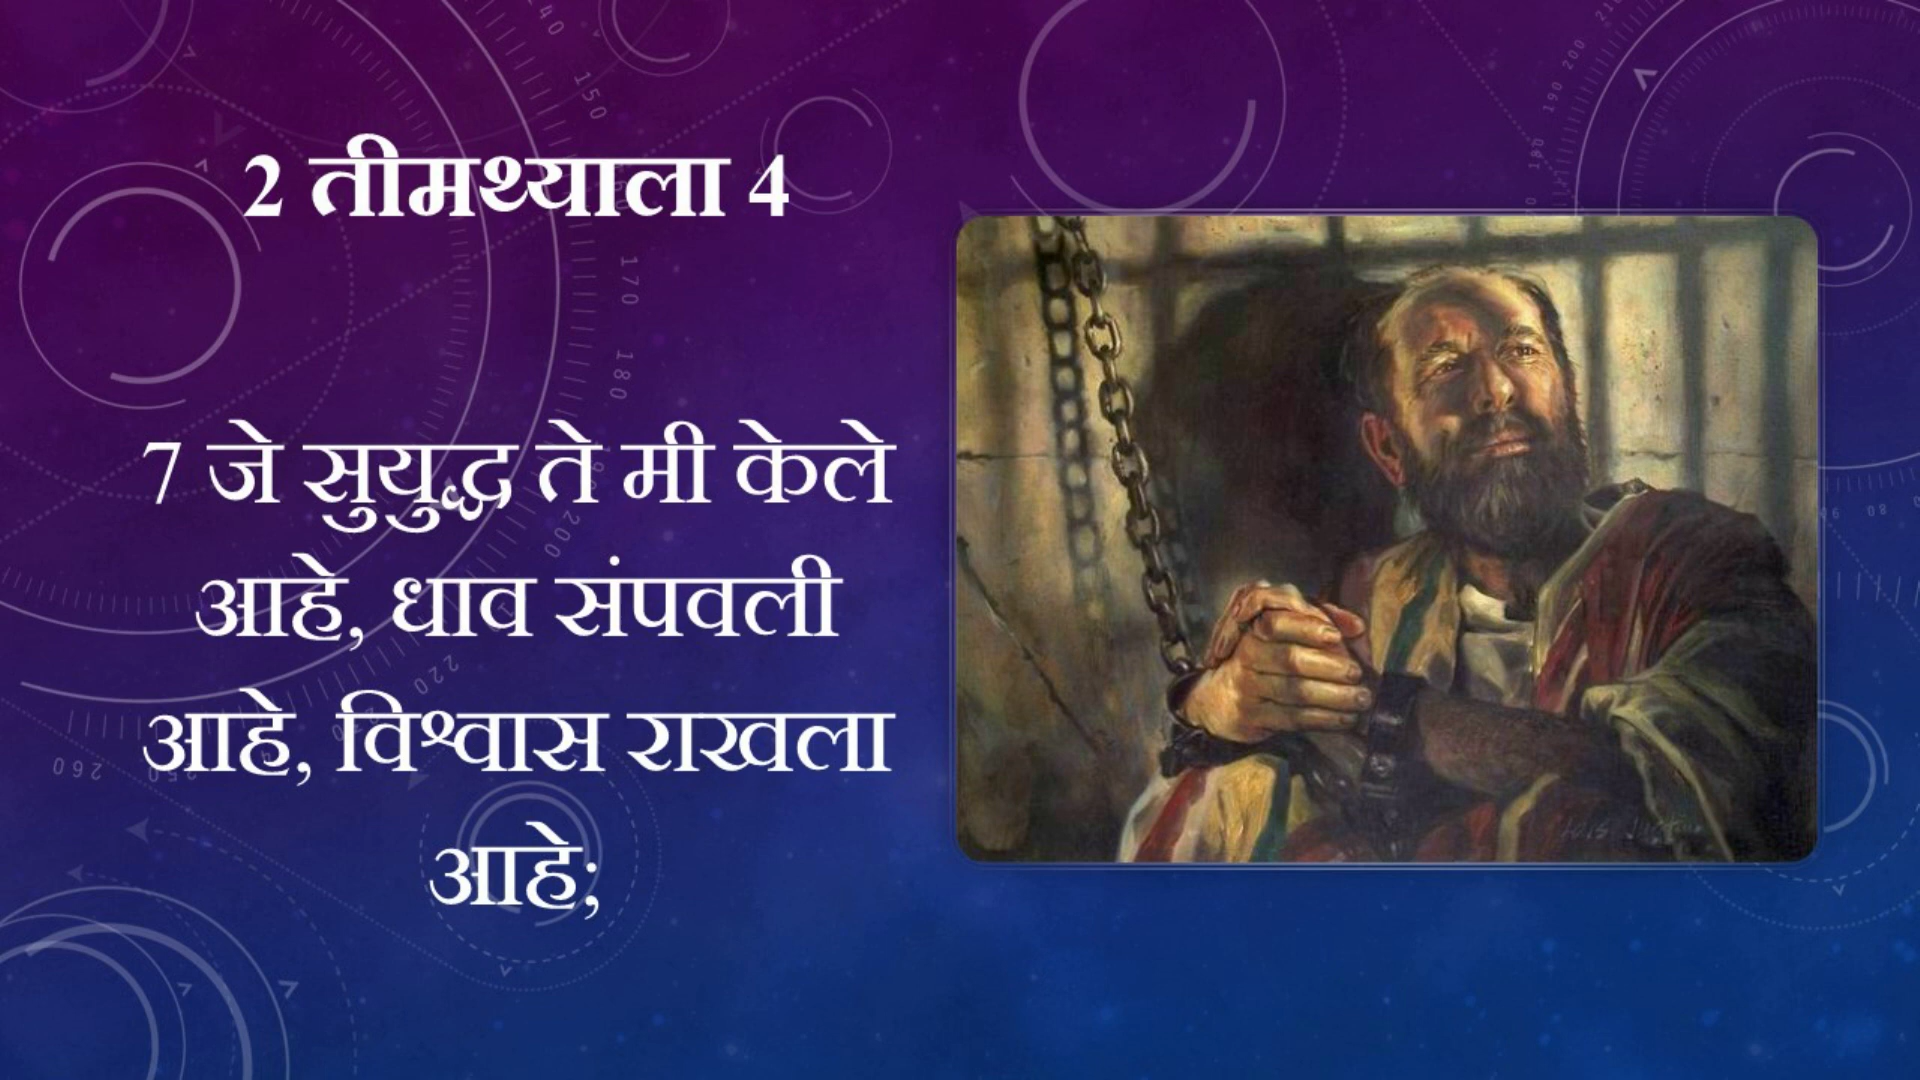 2 तीमथ्याला 4
7 जे सुयुद्ध ते मी केले
आहे, धाव संपवली
आहे, विश्वास राखला
आहे;